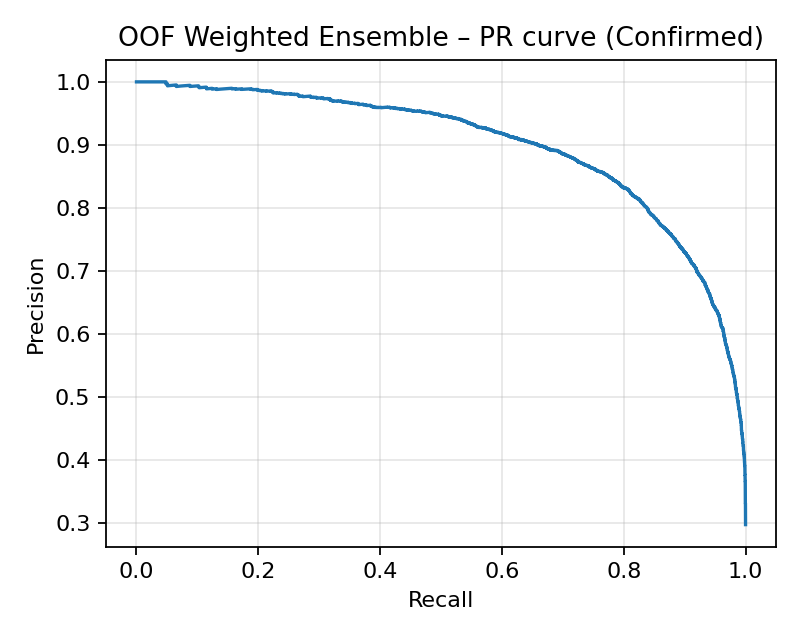 OOF Weighted Ensemble – PR curve (Confirmed)
1.0
0.9
0.8
0.7
0.6
0.5
0.4
0.3
Precision
0.0 0.2 0.4 0.6 0.8 1.0
Recall